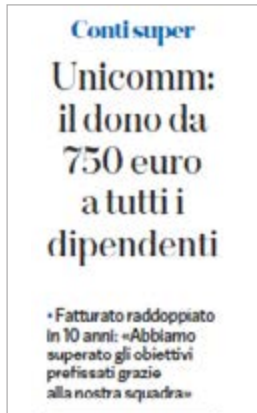 Conti super
Unicomm:
il dono da
750 euro
a tutti i
dipendenti
• Fatturato raddoppiato
in 10 anni: «Abbiamo
superato gli obiettivi
prefissati grazie
alla nostra squadra»